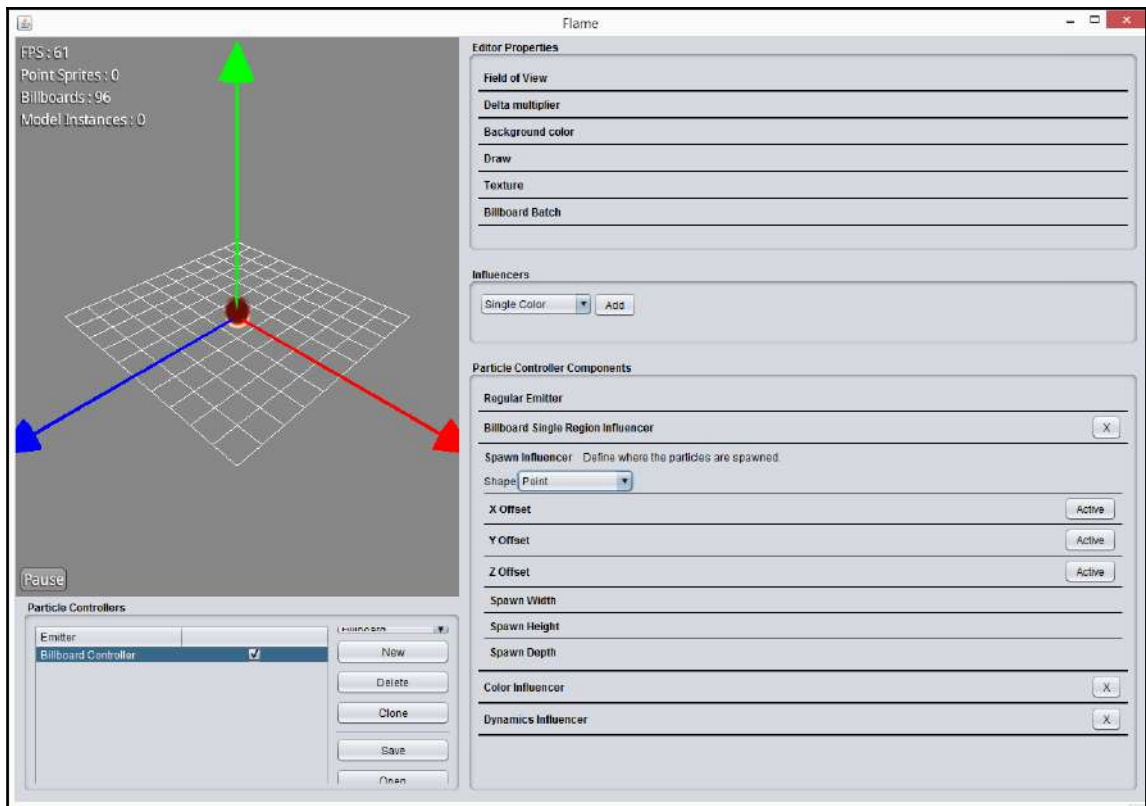 Flame
FPS : 61
Point Sprites : 0
Billboards : 96
Model Instances : 0
Pause
Particle Controllers
Emitter
Billboard Controller
Billboard
New
Delete
Clone
Save
Open
Editor Properties
Field of View
Delta multiplier
Background color
Draw
Texture
Billboard Batch
Influencers
Single Color Add
Particle Controller Components
Regular Emitter
Billboard Single Region Influencer X
Spawn Influencer Define where the particles are spawned.
Shape Point
X Offset Active
Y Offset Active
Z Offset Active
Spawn Width
Spawn Height
Spawn Depth
Color Influencer X
Dynamics Influencer X